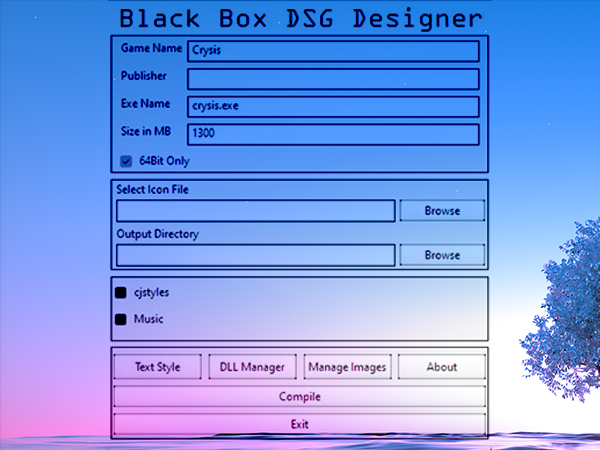 Black Box DSG Designer
Game Name Crysis
Publisher
Exe Name crysis.exe
Size in MB 1300
64Bit Only
Select Icon File
Browse
Output Directory
Browse
cjstyles
Music
Text Style DLL Manager Manage Images About
Compile
Exit